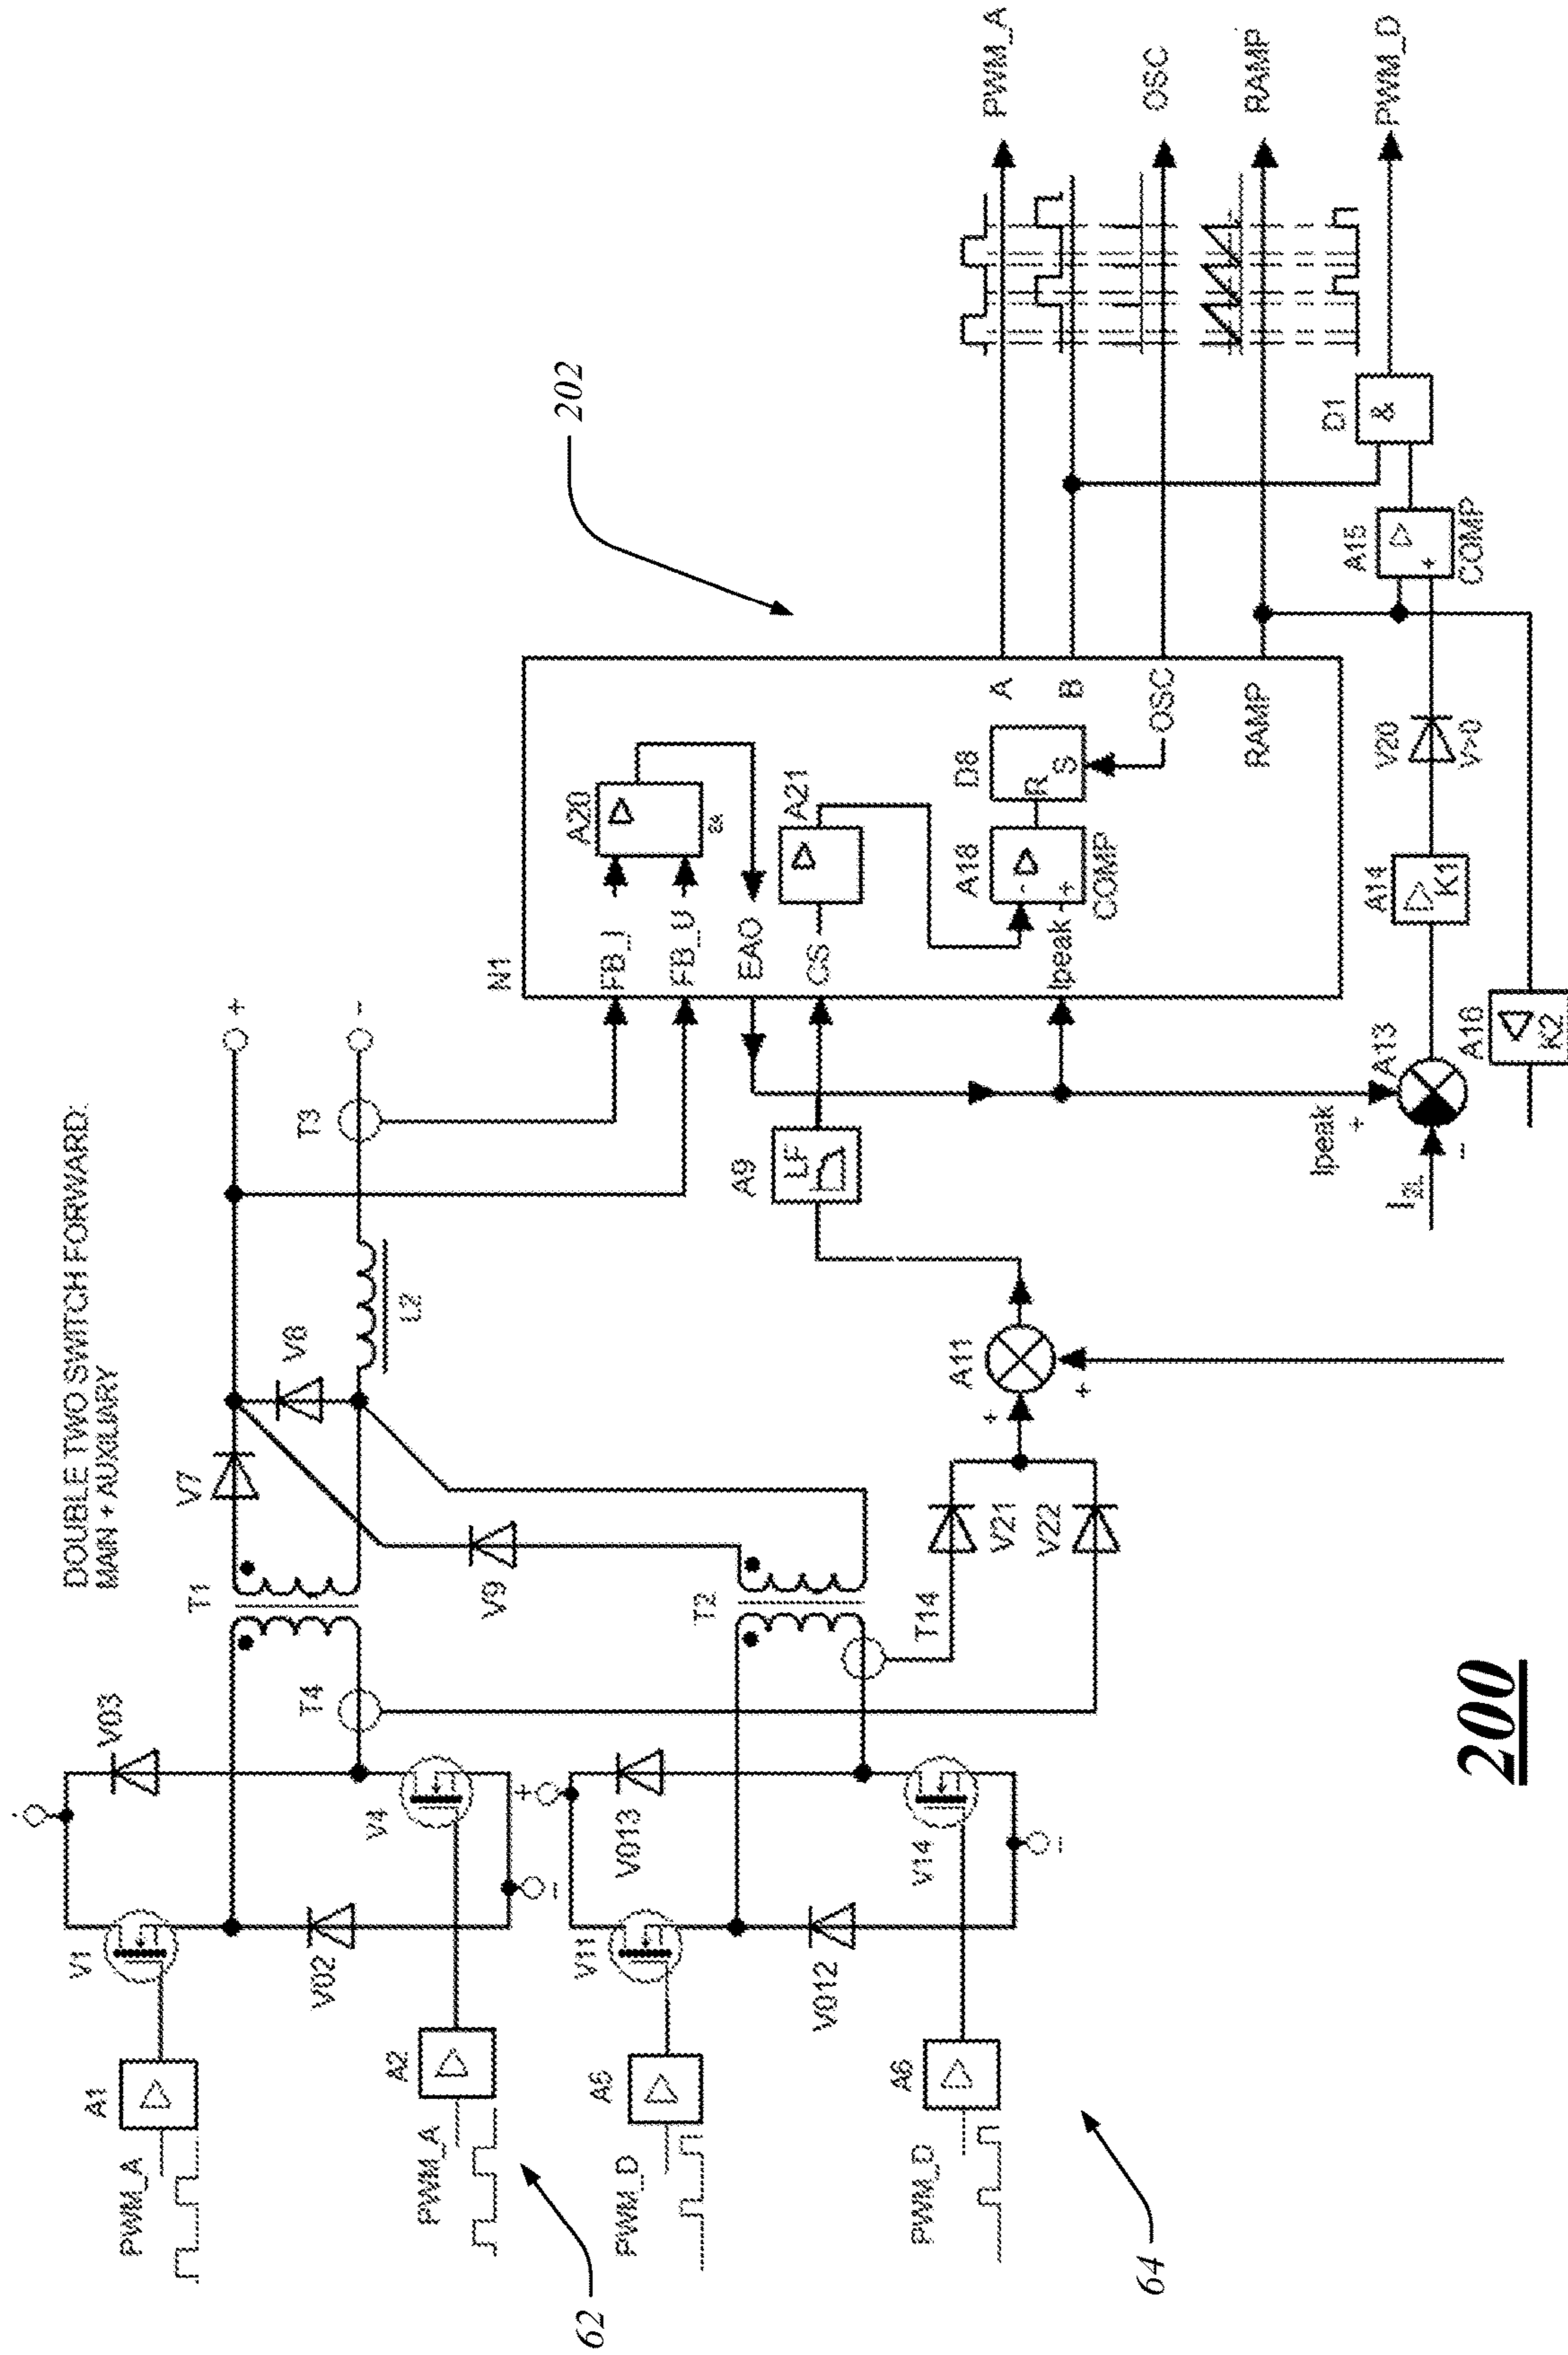 DOUBLE TWO SWITCH FORWARD:
MAIN + AUXILIARY
PWM_A
A1
V1
V02
V03
PWM_A
A2
V4
T4
T1
V7
V8
L2
T3
+
-
62
PWM_D
A5
V11
V012
V013
+
-
PWM_D
A6
V14
T2
V9
T14
V21
V22
64
A11
+
+
A9
LF
N1
FB_I
FB_U
EAO
CS
Ipeak
A20
A21
A18
-
+
COMP
D8
R
S
A
B
OSC
RAMP
202
PWM_A
OSC
RAMP
PWM_D
D1
&
A15
+
COMP
V20
V>0
A14
K1
A13
Ipeak
+
-
A16
K2
200